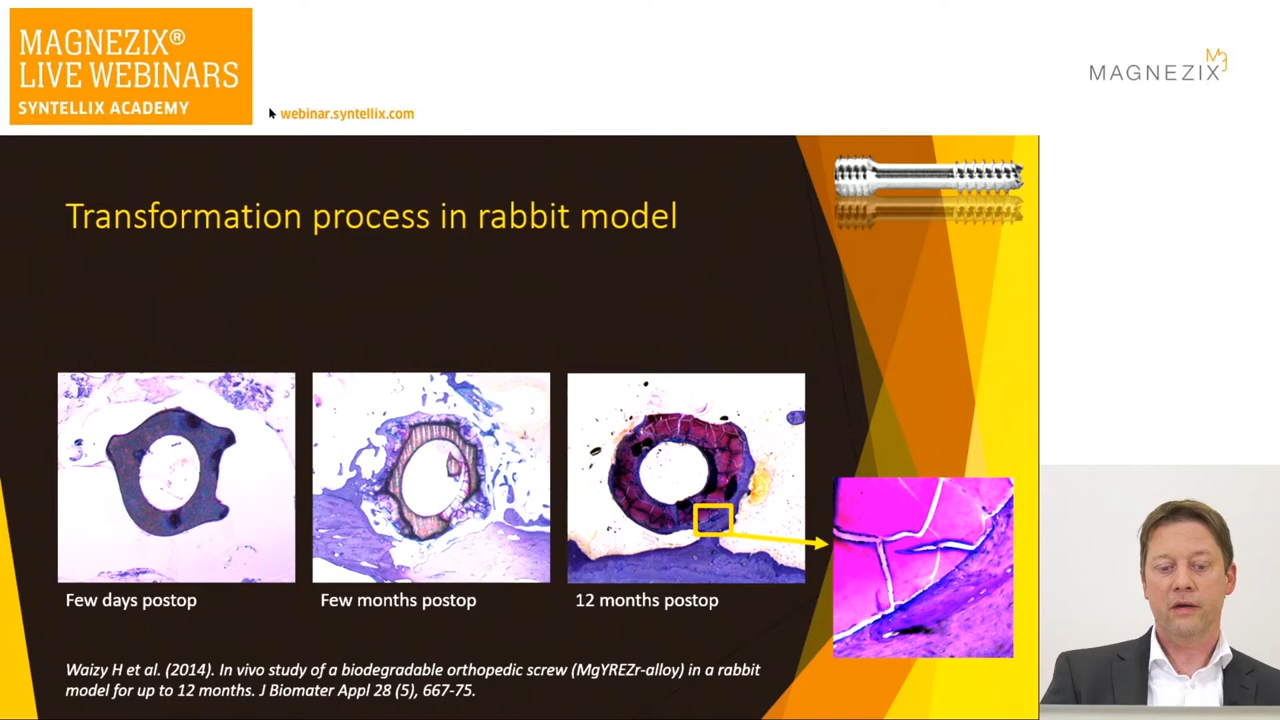 MAGNEZIX®
LIVE WEBINARS
SYNTELLIX ACADEMY
webinar.syntellix.com
MAGNEZIX
Transformation process in rabbit model
Few days postop
Few months postop
12 months postop
Waizy H et al. (2014). In vivo study of a biodegradable orthopedic screw (MgYREZr-alloy) in a rabbit
model for up to 12 months. J Biomater Appl 28 (5), 667-75.